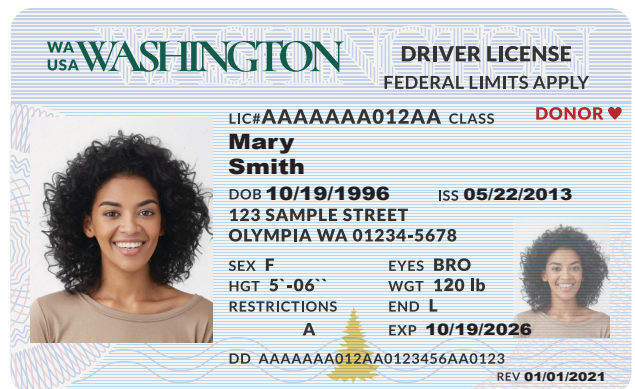 WA USA WASHINGTON DRIVER LICENSE
FEDERAL LIMITS APPLY
LIC#AAAAAAA012AA CLASS DONOR
Mary
Smith
DOB 10/19/1996 ISS 05/22/2013
123 SAMPLE STREET
OLYMPIA WA 01234-5678
SEX F EYES BRO
HGT 5`-06`` WGT 120 lb
RESTRICTIONS END L
A EXP 10/19/2026
DD AAAAAAA012AA0123456AA0123
REV 01/01/2021